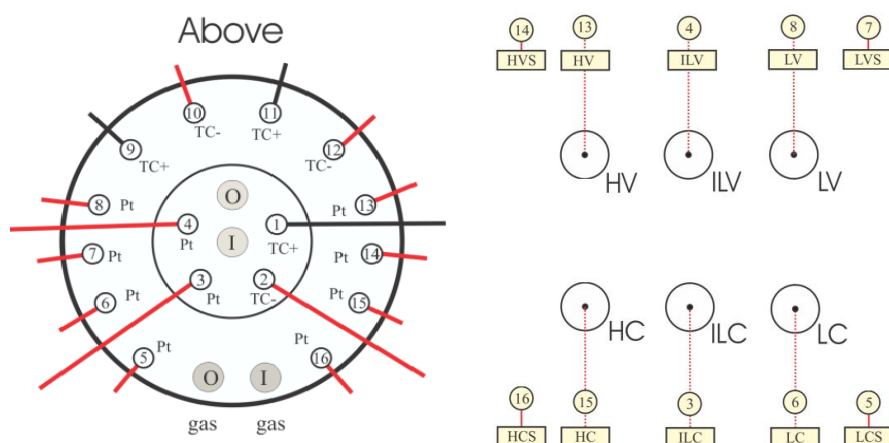 Above
10
TC-
11
TC+
9
TC+
12
TC-
8
Pt
O
13
Pt
4
Pt
I
1
TC+
7
Pt
14
Pt
3
Pt
2
TC-
6
Pt
15
Pt
5
Pt
16
Pt
O
I
gas
gas
14
HVS
13
HV
4
ILV
8
LV
7
LVS
HV
ILV
LV
HC
ILC
LC
16
HCS
15
HC
3
ILC
6
LC
5
LCS